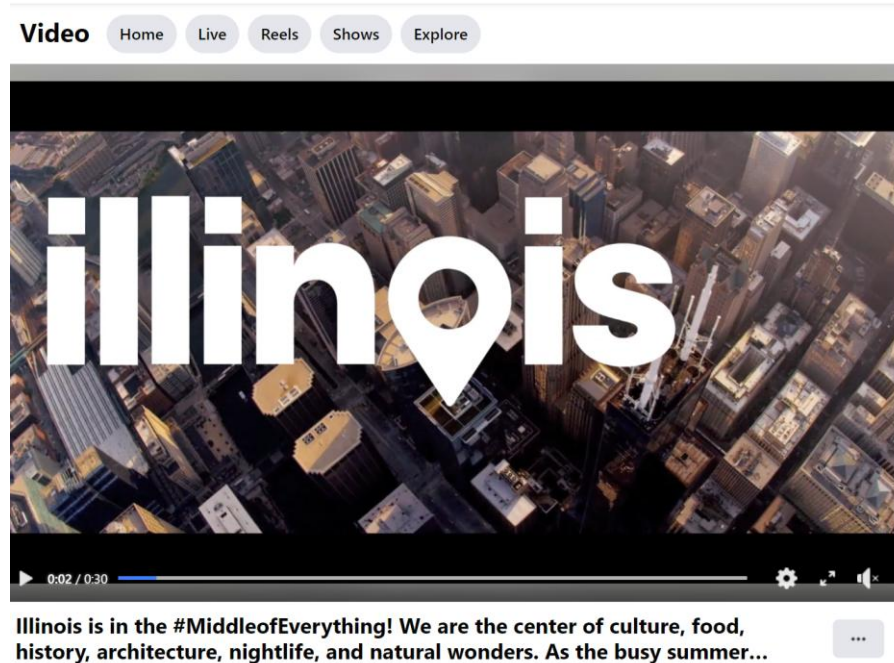 Video Home Live Reels Shows Explore
illinois
0:02 / 0:30
Illinois is in the #MiddleofEverything! We are the center of culture, food,
history, architecture, nightlife, and natural wonders. As the busy summer...